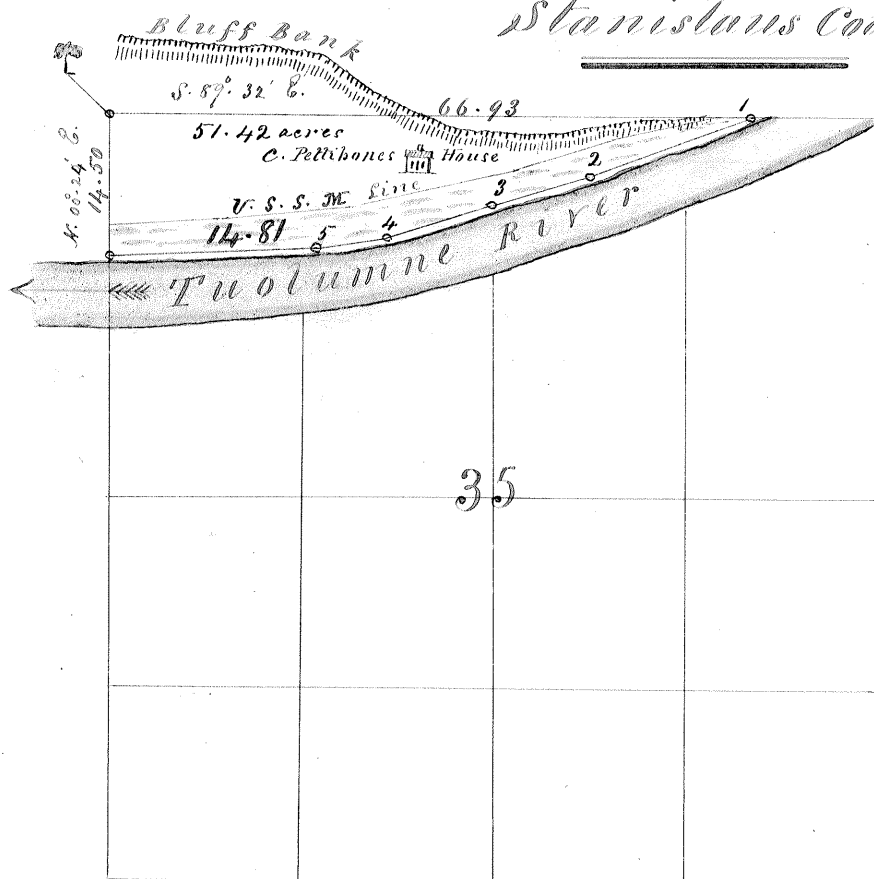 Stanislaus Cou
Bluff Bank
S. 89° 32' E.
66.93
1
51.42 acres
C. Pettibones House
2
N. 00° 24' E.
14.50
U. S. S. M Line
3
14.81
5
4
Tuolumne River
35